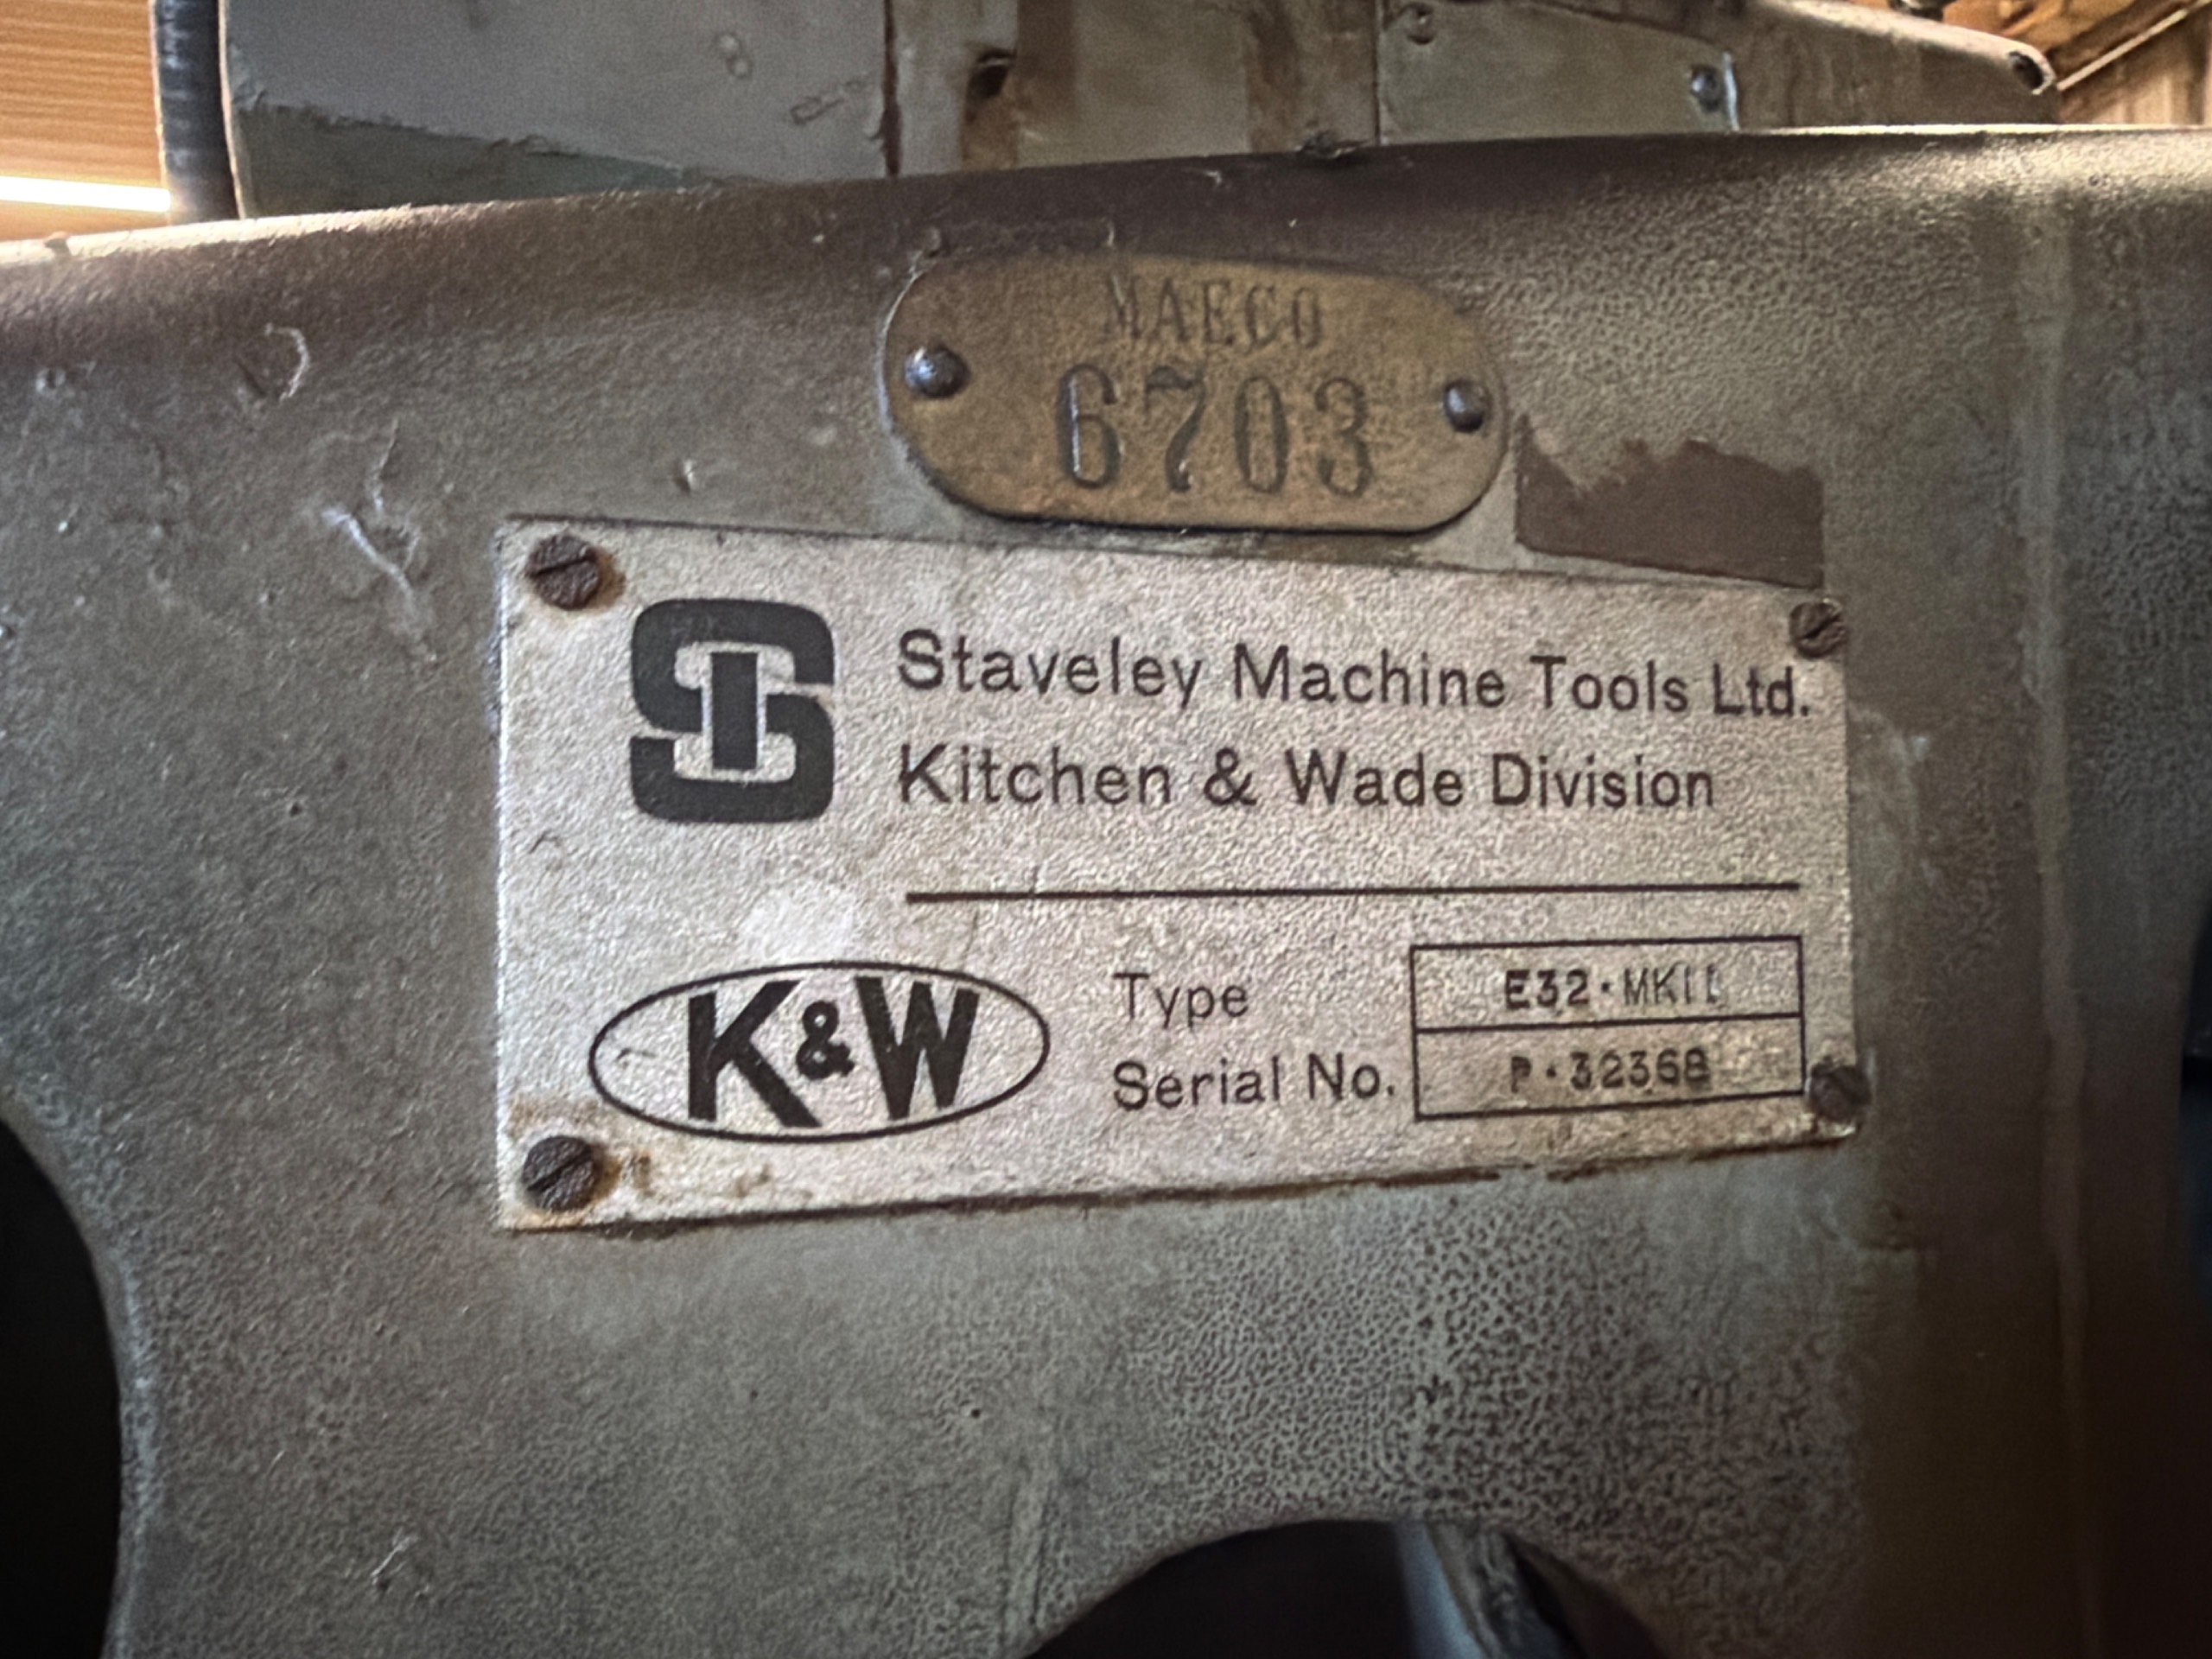 MAECO
6703
Staveley Machine Tools Ltd.
Kitchen & Wade Division
K&W
Type E32·MKII
Serial No. P·32368